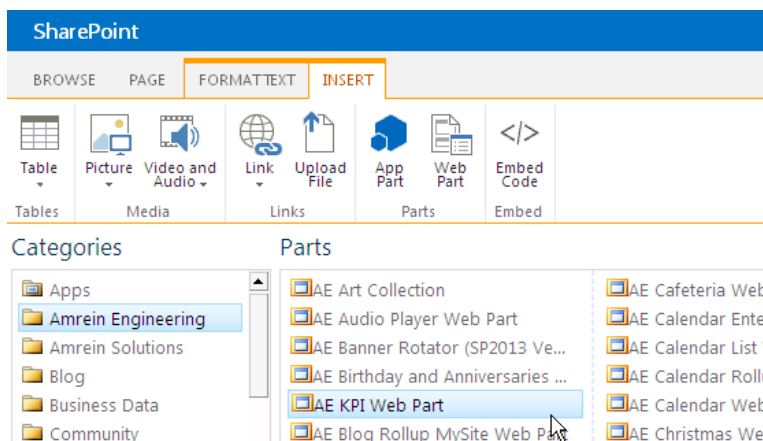 SharePoint
BROWSE PAGE FORMAT TEXT INSERT
Table Picture Video and Audio Link Upload File App Part Web Part Embed Code
Tables Media Links Parts Embed
Categories Parts
Apps AE Art Collection AE Cafeteria Web
Amrein Engineering AE Audio Player Web Part AE Calendar Ente
Amrein Solutions AE Banner Rotator (SP2013 Ve... AE Calendar List
Blog AE Birthday and Anniversaries ... AE Calendar Roll
Business Data AE KPI Web Part AE Calendar Web
Community AE Blog Rollup MySite Web Part AE Christmas We